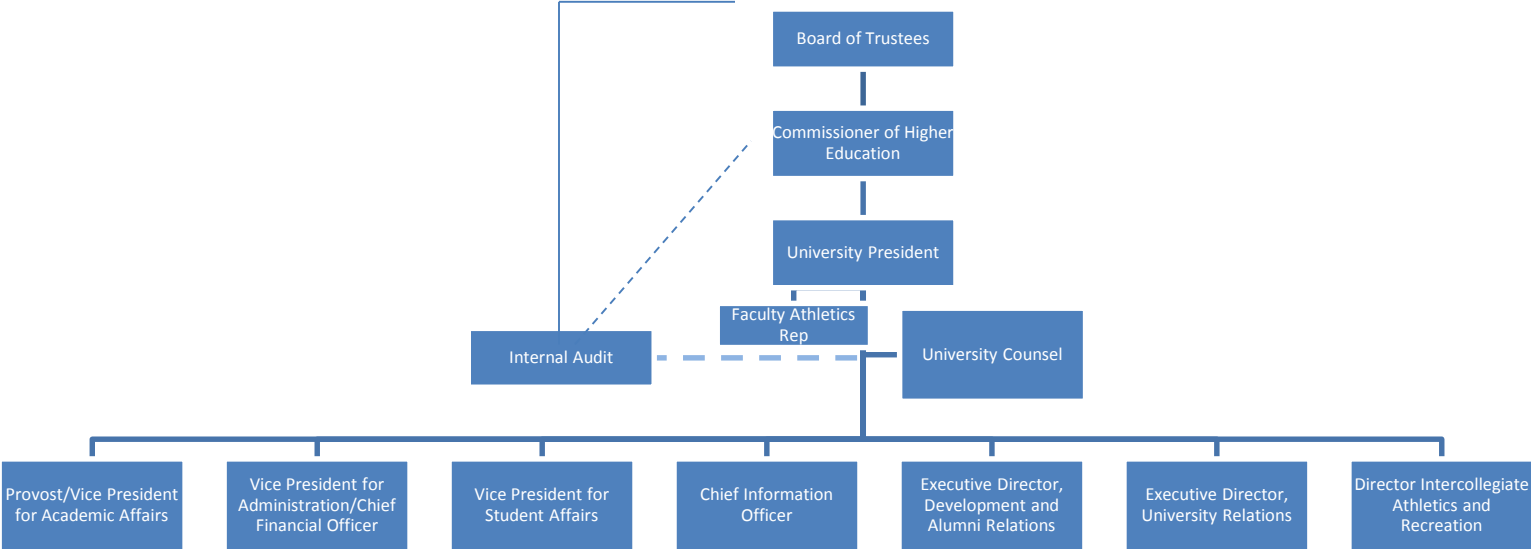 Board of Trustees
Commissioner of Higher
Education
University President
Faculty Athletics
Rep
Internal Audit
University Counsel
Provost/Vice President
for Academic Affairs
Vice President for
Administration/Chief
Financial Officer
Vice President for
Student Affairs
Chief Information
Officer
Executive Director,
Development and
Alumni Relations
Executive Director,
University Relations
Director Intercollegiate
Athletics and
Recreation